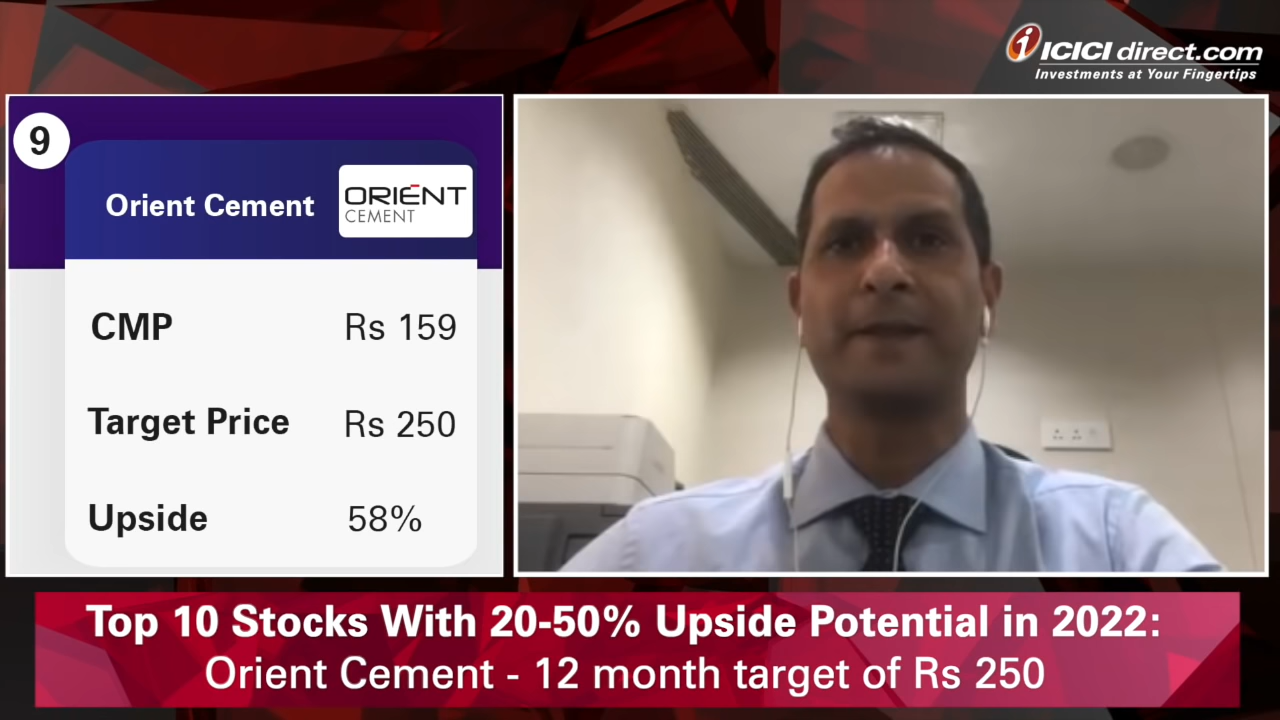 ICICI direct.com
Investments at Your Fingertips
9
Orient Cement
ORIENT
CEMENT
CMP Rs 159
Target Price Rs 250
Upside 58%
Top 10 Stocks With 20-50% Upside Potential in 2022:
Orient Cement - 12 month target of Rs 250